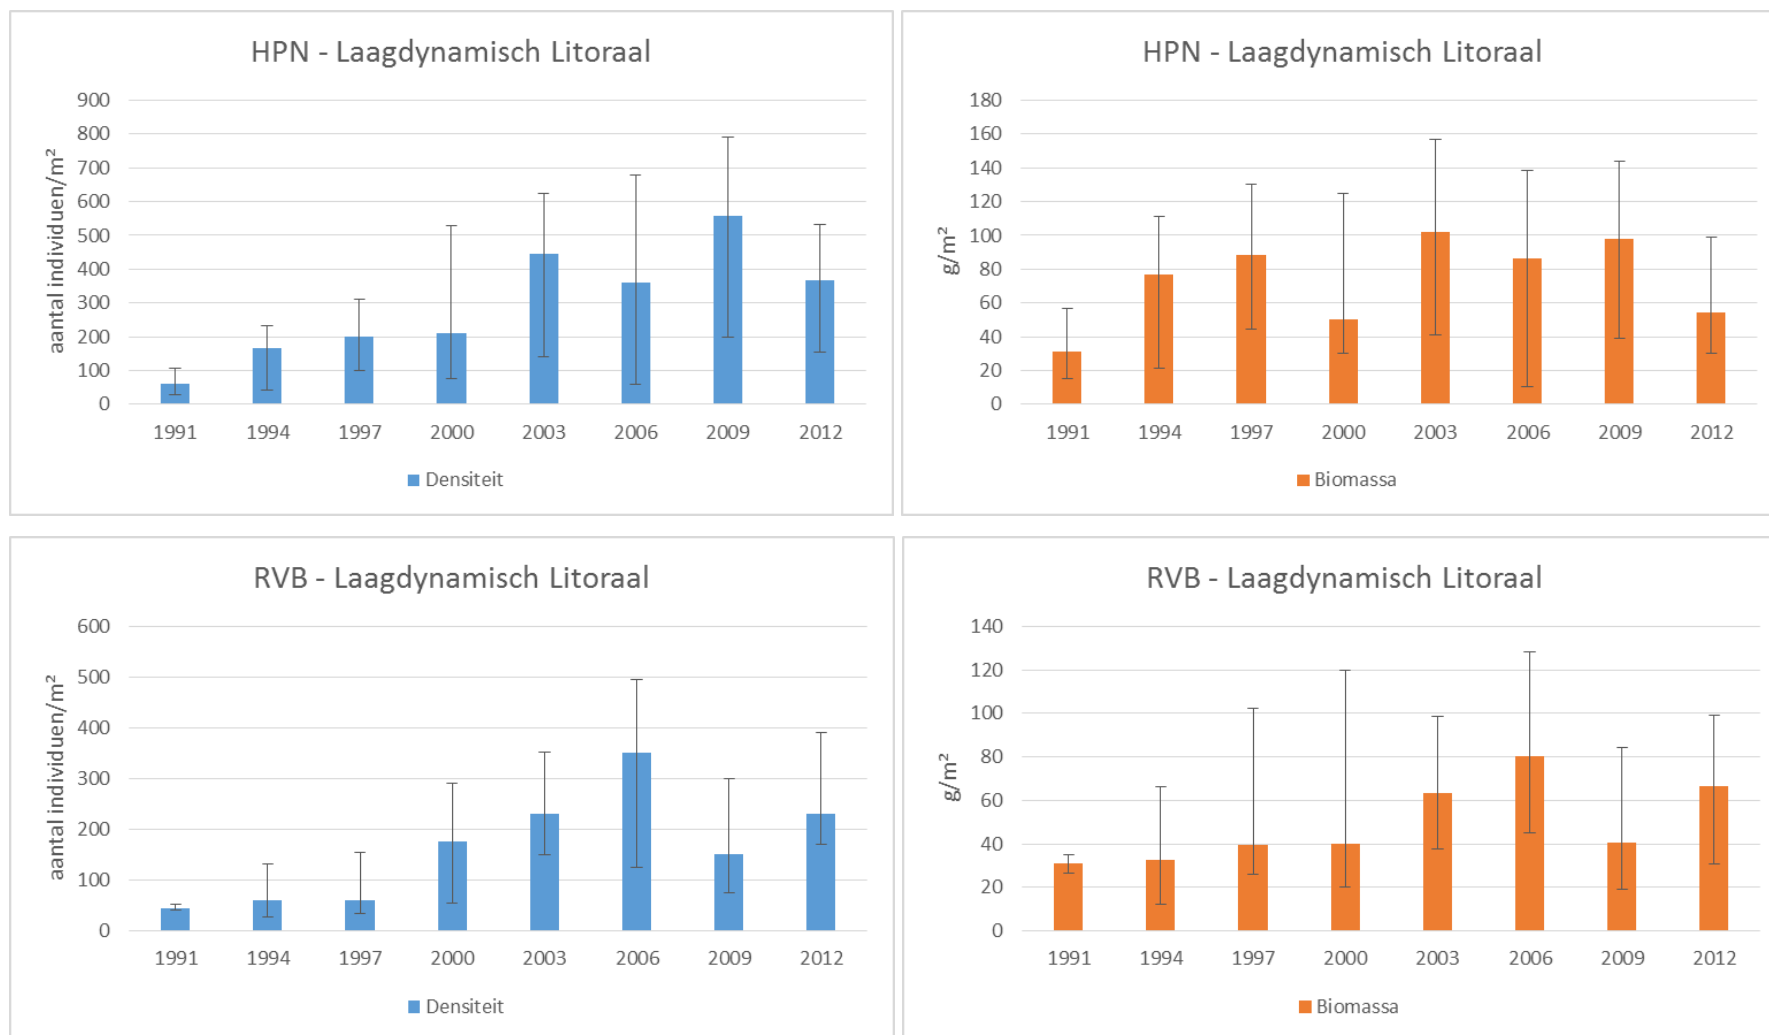 HPN - Laagdynamisch Litoraal
aantal individuen/m²
900
800
700
600
500
400
300
200
100
0
1991 1994 1997 2000 2003 2006 2009 2012
Densiteit
HPN - Laagdynamisch Litoraal
g/m²
180
160
140
120
100
80
60
40
20
0
1991 1994 1997 2000 2003 2006 2009 2012
Biomassa
RVB - Laagdynamisch Litoraal
aantal individuen/m²
600
500
400
300
200
100
0
1991 1994 1997 2000 2003 2006 2009 2012
Densiteit
RVB - Laagdynamisch Litoraal
g/m²
140
120
100
80
60
40
20
0
1991 1994 1997 2000 2003 2006 2009 2012
Biomassa